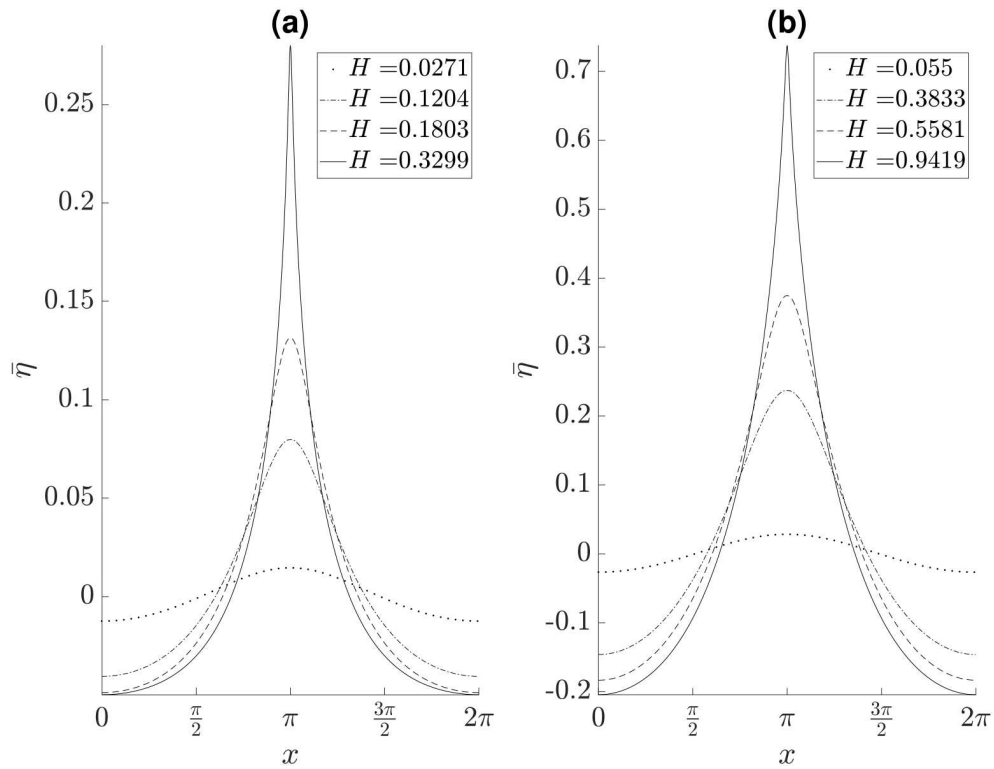 (a)
H =0.0271
H =0.1204
H =0.1803
H =0.3299
0.25
0.2
0.15
0.1
0.05
0
η̄
0
π/2
π
3π/2
2π
x
(b)
H =0.055
H =0.3833
H =0.5581
H =0.9419
0.7
0.6
0.5
0.4
0.3
0.2
0.1
0
-0.1
-0.2
η̄
0
π/2
π
3π/2
2π
x